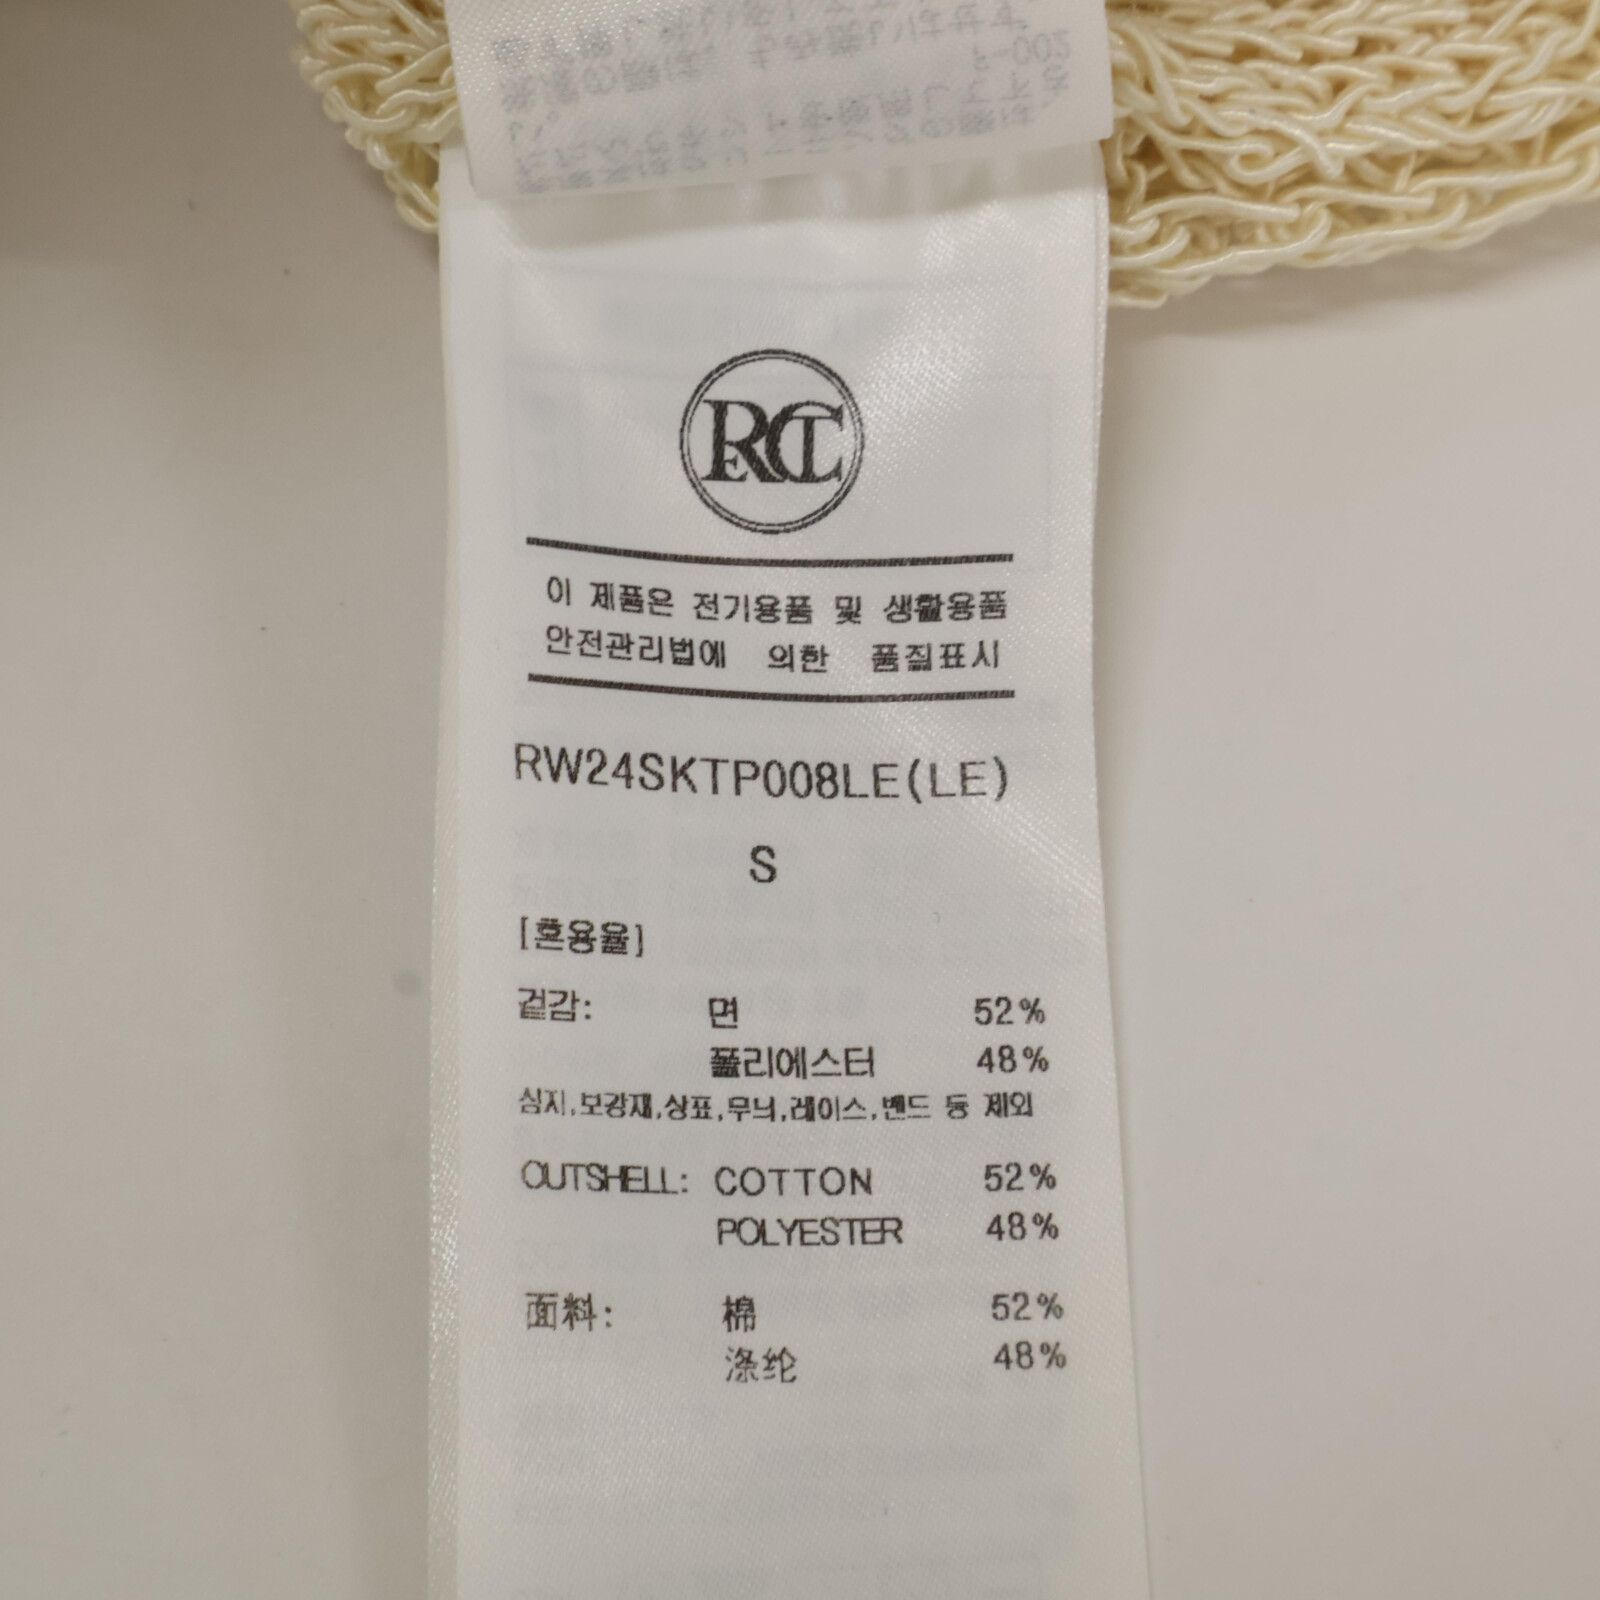 RECT
이 제품은 전기용품 및 생활용품
안전관리법에 의한 품질표시
RW24SKTP008LE(LE)
S
[혼용율]
겉감: 면 52%
폴리에스터 48%
심지,보강재,상표,무늬,레이스,밴드 등 제외
OUTSHELL: COTTON 52%
POLYESTER 48%
面料: 棉 52%
涤纶 48%